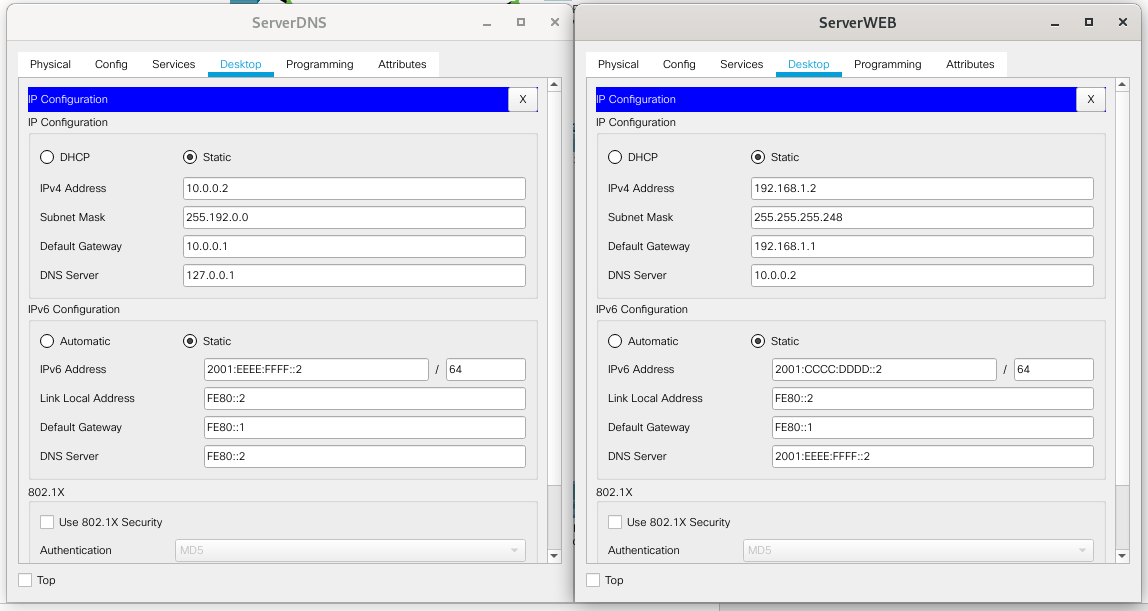 ServerDNS
Physical Config Services Desktop Programming Attributes
IP Configuration X
IP Configuration
DHCP Static
IPv4 Address 10.0.0.2
Subnet Mask 255.192.0.0
Default Gateway 10.0.0.1
DNS Server 127.0.0.1
IPv6 Configuration
Automatic Static
IPv6 Address 2001:EEEE:FFFF::2 / 64
Link Local Address FE80::2
Default Gateway FE80::1
DNS Server FE80::2
802.1X
Use 802.1X Security
Authentication MD5
Top
ServerWEB
Physical Config Services Desktop Programming Attributes
IP Configuration X
IP Configuration
DHCP Static
IPv4 Address 192.168.1.2
Subnet Mask 255.255.255.248
Default Gateway 192.168.1.1
DNS Server 10.0.0.2
IPv6 Configuration
Automatic Static
IPv6 Address 2001:CCCC:DDDD::2 / 64
Link Local Address FE80::2
Default Gateway FE80::1
DNS Server 2001:EEEE:FFFF::2
802.1X
Use 802.1X Security
Authentication MD5
Top